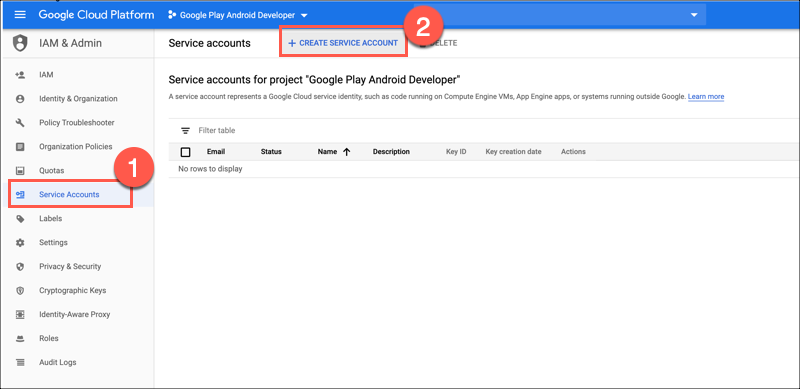 Google Cloud Platform
Google Play Android Developer
IAM & Admin
Service accounts
+ CREATE SERVICE ACCOUNT
2
IAM
Identity & Organization
Policy Troubleshooter
Organization Policies
Quotas
1
Service Accounts
Labels
Settings
Privacy & Security
Cryptographic Keys
Identity-Aware Proxy
Roles
Audit Logs
Service accounts for project "Google Play Android Developer"
A service account represents a Google Cloud service identity, such as code running on Compute Engine VMs, App Engine apps, or systems running outside Google. Learn more
Filter table
Email Status Name Description Key ID Key creation date Actions
No rows to display